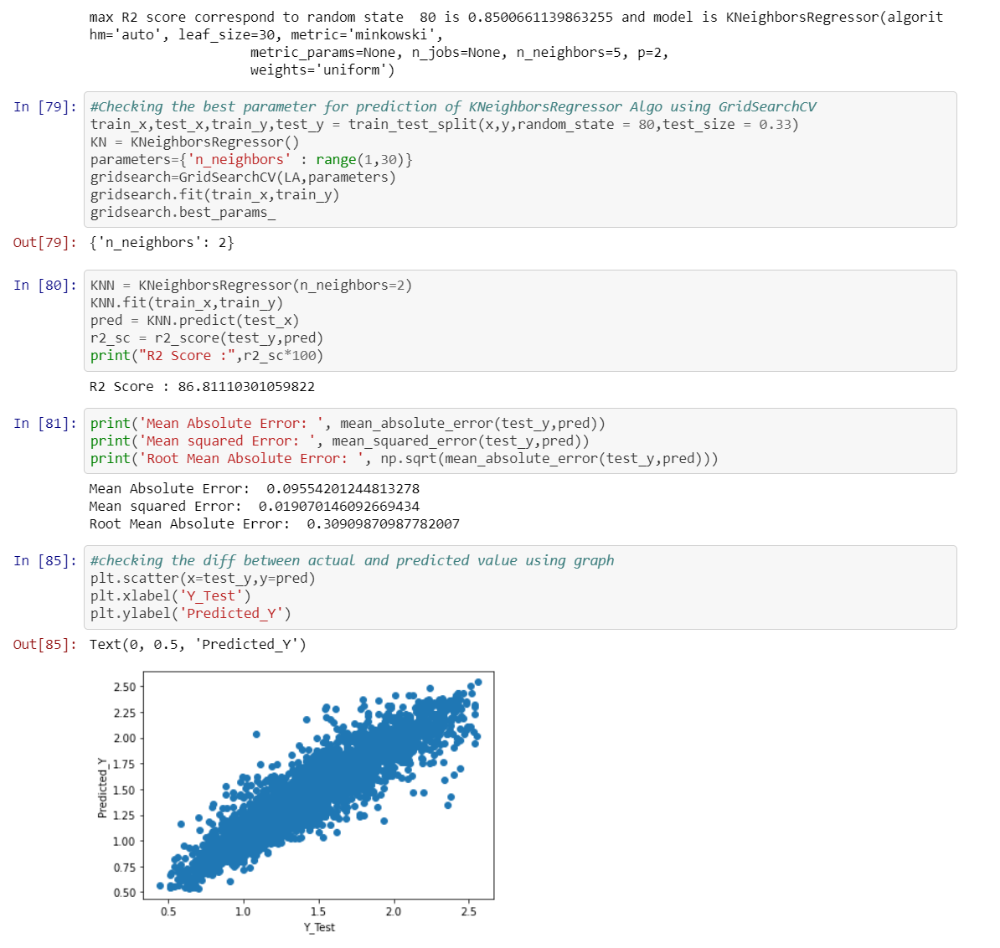 max R2 score correspond to random state  80 is 0.8500661139863255 and model is KNeighborsRegressor(algorit
hm='auto', leaf_size=30, metric='minkowski',
                    metric_params=None, n_jobs=None, n_neighbors=5, p=2,
                    weights='uniform')
In [79]: #Checking the best parameter for prediction of KNeighborsRegressor Algo using GridSearchCV
train_x,test_x,train_y,test_y = train_test_split(x,y,random_state = 80,test_size = 0.33)
KN = KNeighborsRegressor()
parameters={'n_neighbors' : range(1,30)}
gridsearch=GridSearchCV(LA,parameters)
gridsearch.fit(train_x,train_y)
gridsearch.best_params_
Out[79]: {'n_neighbors': 2}
In [80]: KNN = KNeighborsRegressor(n_neighbors=2)
KNN.fit(train_x,train_y)
pred = KNN.predict(test_x)
r2_sc = r2_score(test_y,pred)
print("R2 Score :",r2_sc*100)
R2 Score : 86.81110301059822
In [81]: print('Mean Absolute Error: ', mean_absolute_error(test_y,pred))
print('Mean squared Error: ', mean_squared_error(test_y,pred))
print('Root Mean Absolute Error: ', np.sqrt(mean_absolute_error(test_y,pred)))
Mean Absolute Error:  0.09554201244813278
Mean squared Error:  0.019070146092669434
Root Mean Absolute Error:  0.30909870987782007
In [85]: #checking the diff between actual and predicted value using graph
plt.scatter(x=test_y,y=pred)
plt.xlabel('Y_Test')
plt.ylabel('Predicted_Y')
Out[85]: Text(0, 0.5, 'Predicted_Y')
2.50
2.25
2.00
1.75
1.50
1.25
1.00
0.75
0.50
Predicted_Y
0.5 1.0 1.5 2.0 2.5
Y_Test